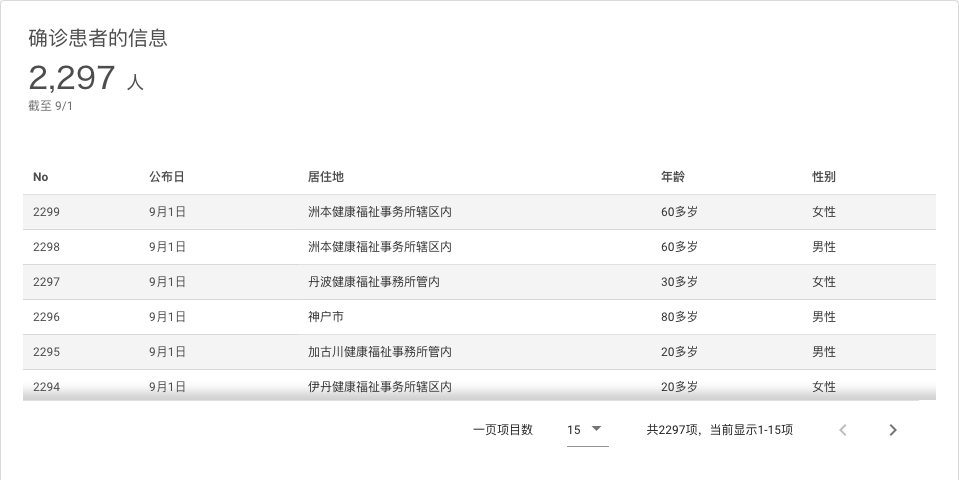 确诊患者的信息
2,297 人
截至 9/1
No 公布日 居住地 年龄 性别
2299 9月1日 洲本健康福祉事务所辖区内 60多岁 女性
2298 9月1日 洲本健康福祉事务所辖区内 60多岁 男性
2297 9月1日 丹波健康福祉事務所管内 30多岁 女性
2296 9月1日 神户市 80多岁 男性
2295 9月1日 加古川健康福祉事務所管内 20多岁 男性
2294 9月1日 伊丹健康福祉事务所辖区内 20多岁 女性
一页项目数 15 共2297项，当前显示1-15项